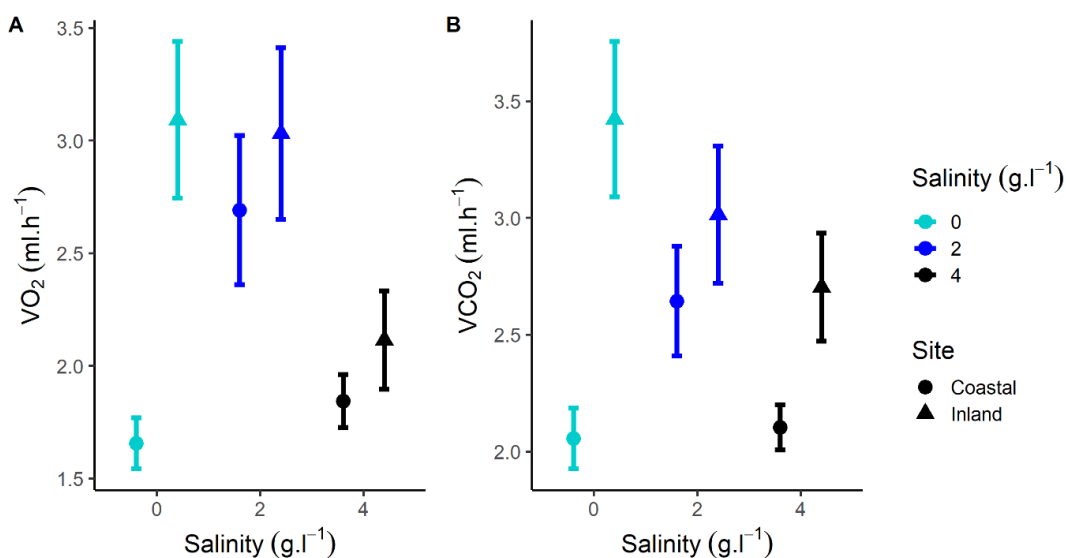 A
3.5
3.0
2.5
2.0
1.5
VO₂ (ml.h⁻¹)
0 2 4
Salinity (g.l⁻¹)
B
3.5
3.0
2.5
2.0
VCO₂ (ml.h⁻¹)
0 2 4
Salinity (g.l⁻¹)
Salinity (g.l⁻¹)
0
2
4
Site
Coastal
Inland